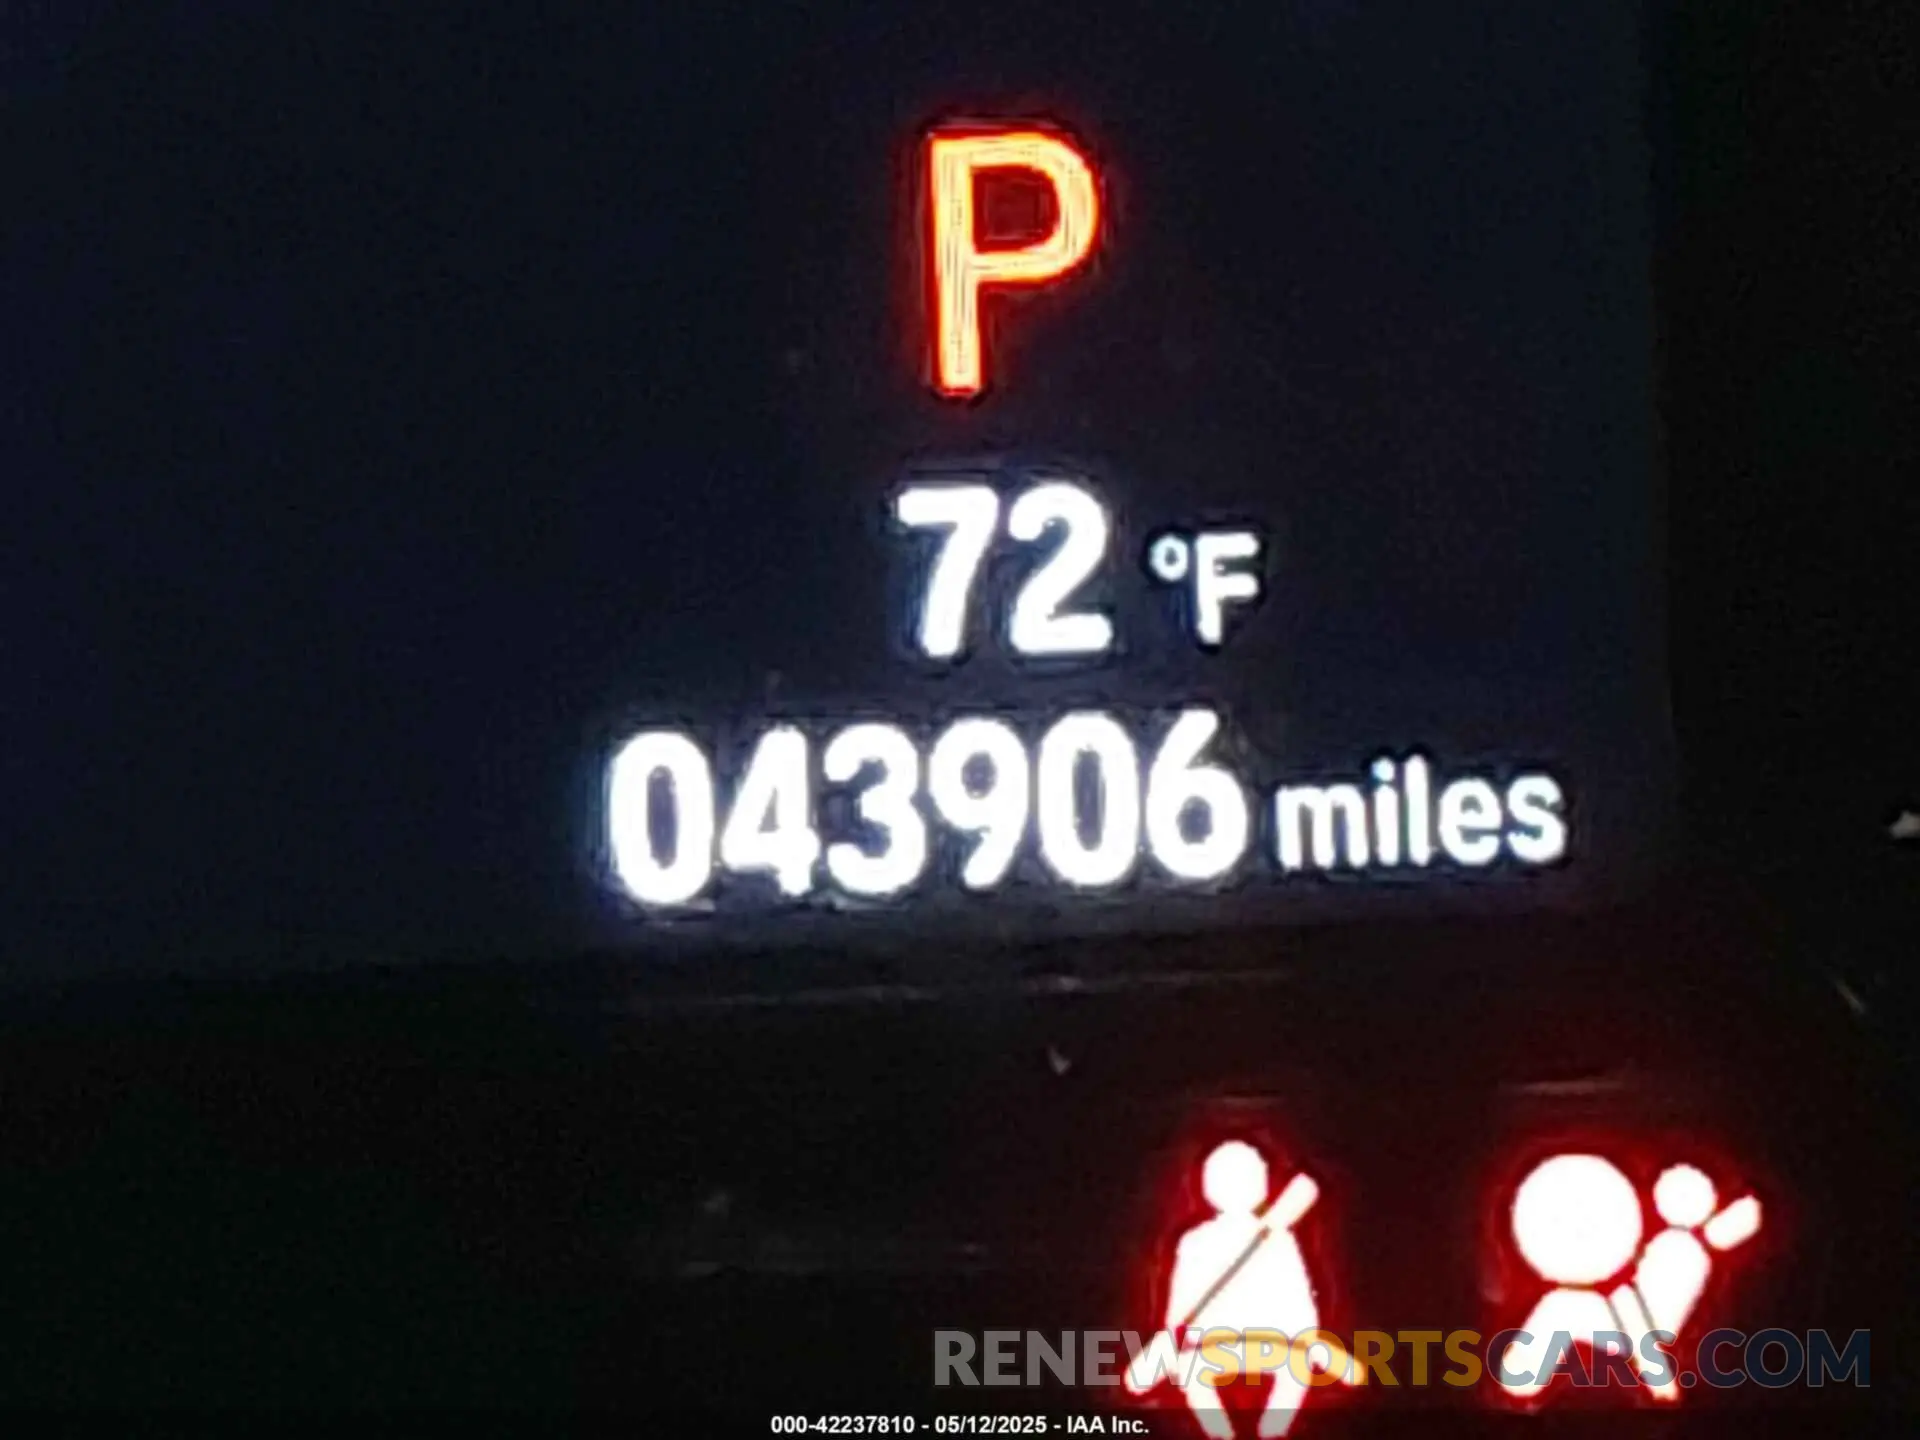 P
72 °F
043906 miles
RENEWSPORTSCARS.COM
000-42237810 - 05/12/2025 - IAA Inc.